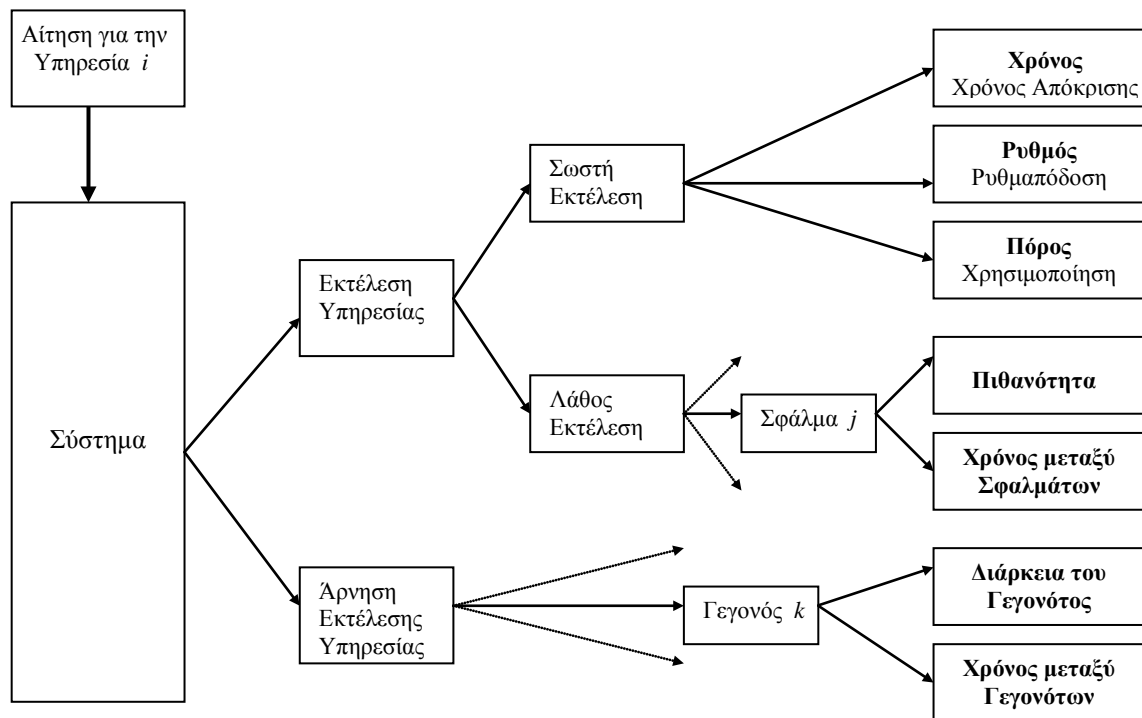 Αίτηση για την
Υπηρεσία i
Σύστημα
Εκτέλεση
Υπηρεσίας
Άρνηση
Εκτέλεσης
Υπηρεσίας
Σωστή
Εκτέλεση
Λάθος
Εκτέλεση
Σφάλμα j
Γεγονός k
Χρόνος
Χρόνος Απόκρισης
Ρυθμός
Ρυθμαπόδοση
Πόρος
Χρησιμοποίηση
Πιθανότητα
Χρόνος μεταξύ
Σφαλμάτων
Διάρκεια του
Γεγονότος
Χρόνος μεταξύ
Γεγονότων